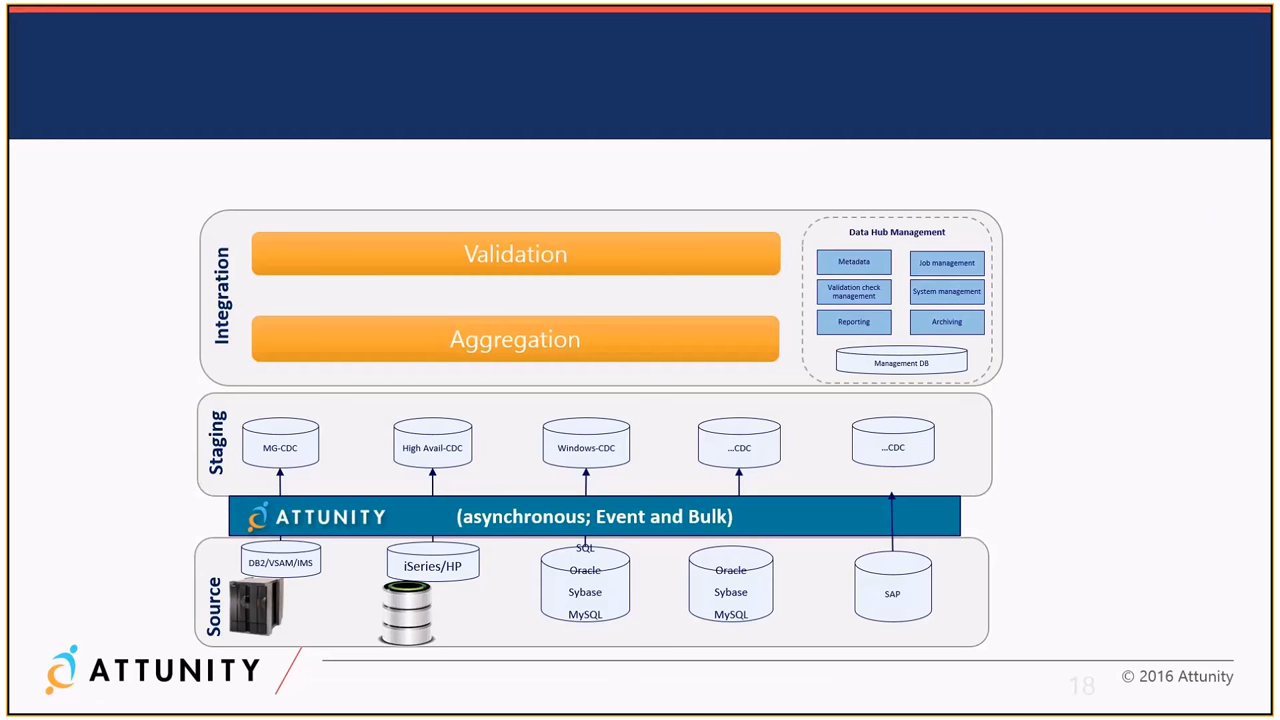 Integration
Validation
Aggregation
Data Hub Management
Metadata
Job management
Validation check
management
System management
Reporting
Archiving
Management DB
Staging
MG-CDC
High Avail-CDC
Windows-CDC
...CDC
...CDC
ATTUNITY
(asynchronous; Event and Bulk)
Source
DB2/VSAM/IMS
iSeries/HP
SQL
Oracle
Sybase
MySQL
Oracle
Sybase
MySQL
SAP
ATTUNITY
18
© 2016 Attunity